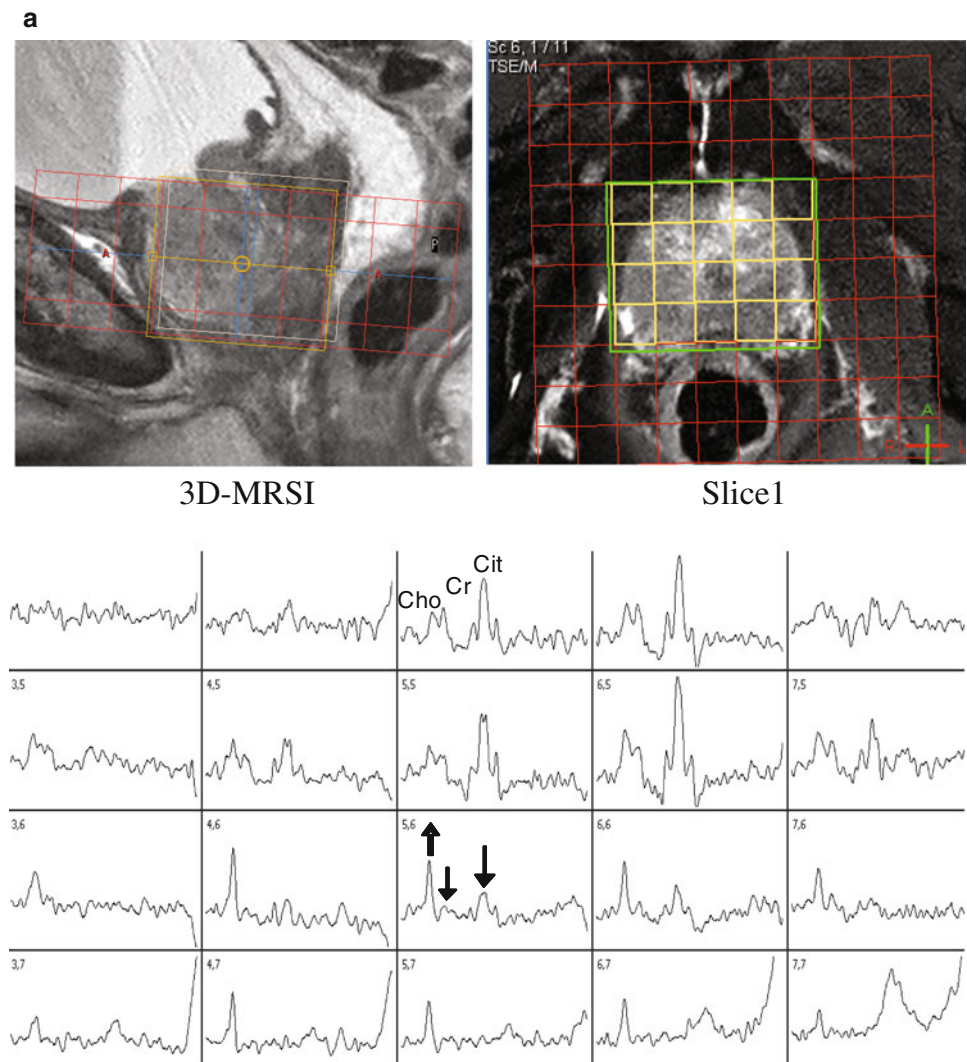 a
Sc 6, 1 / 11
TSE/M
A
A
P
A
R
L
3D-MRSI
Slice1
Cho
Cr
Cit
3,5
4,5
5,5
6,5
7,5
3,6
4,6
5,6
6,6
7,6
3,7
4,7
5,7
6,7
7,7